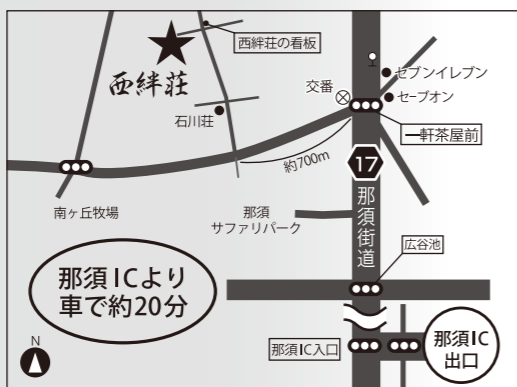 西絆荘の看板
西絆荘
石川荘
交番
セブンイレブン
セーブオン
一軒茶屋前
約700m
17
那須街道
南ヶ丘牧場
那須
サファリパーク
広谷池
那須ICより
車で約20分
那須IC入口
那須IC
出口
N